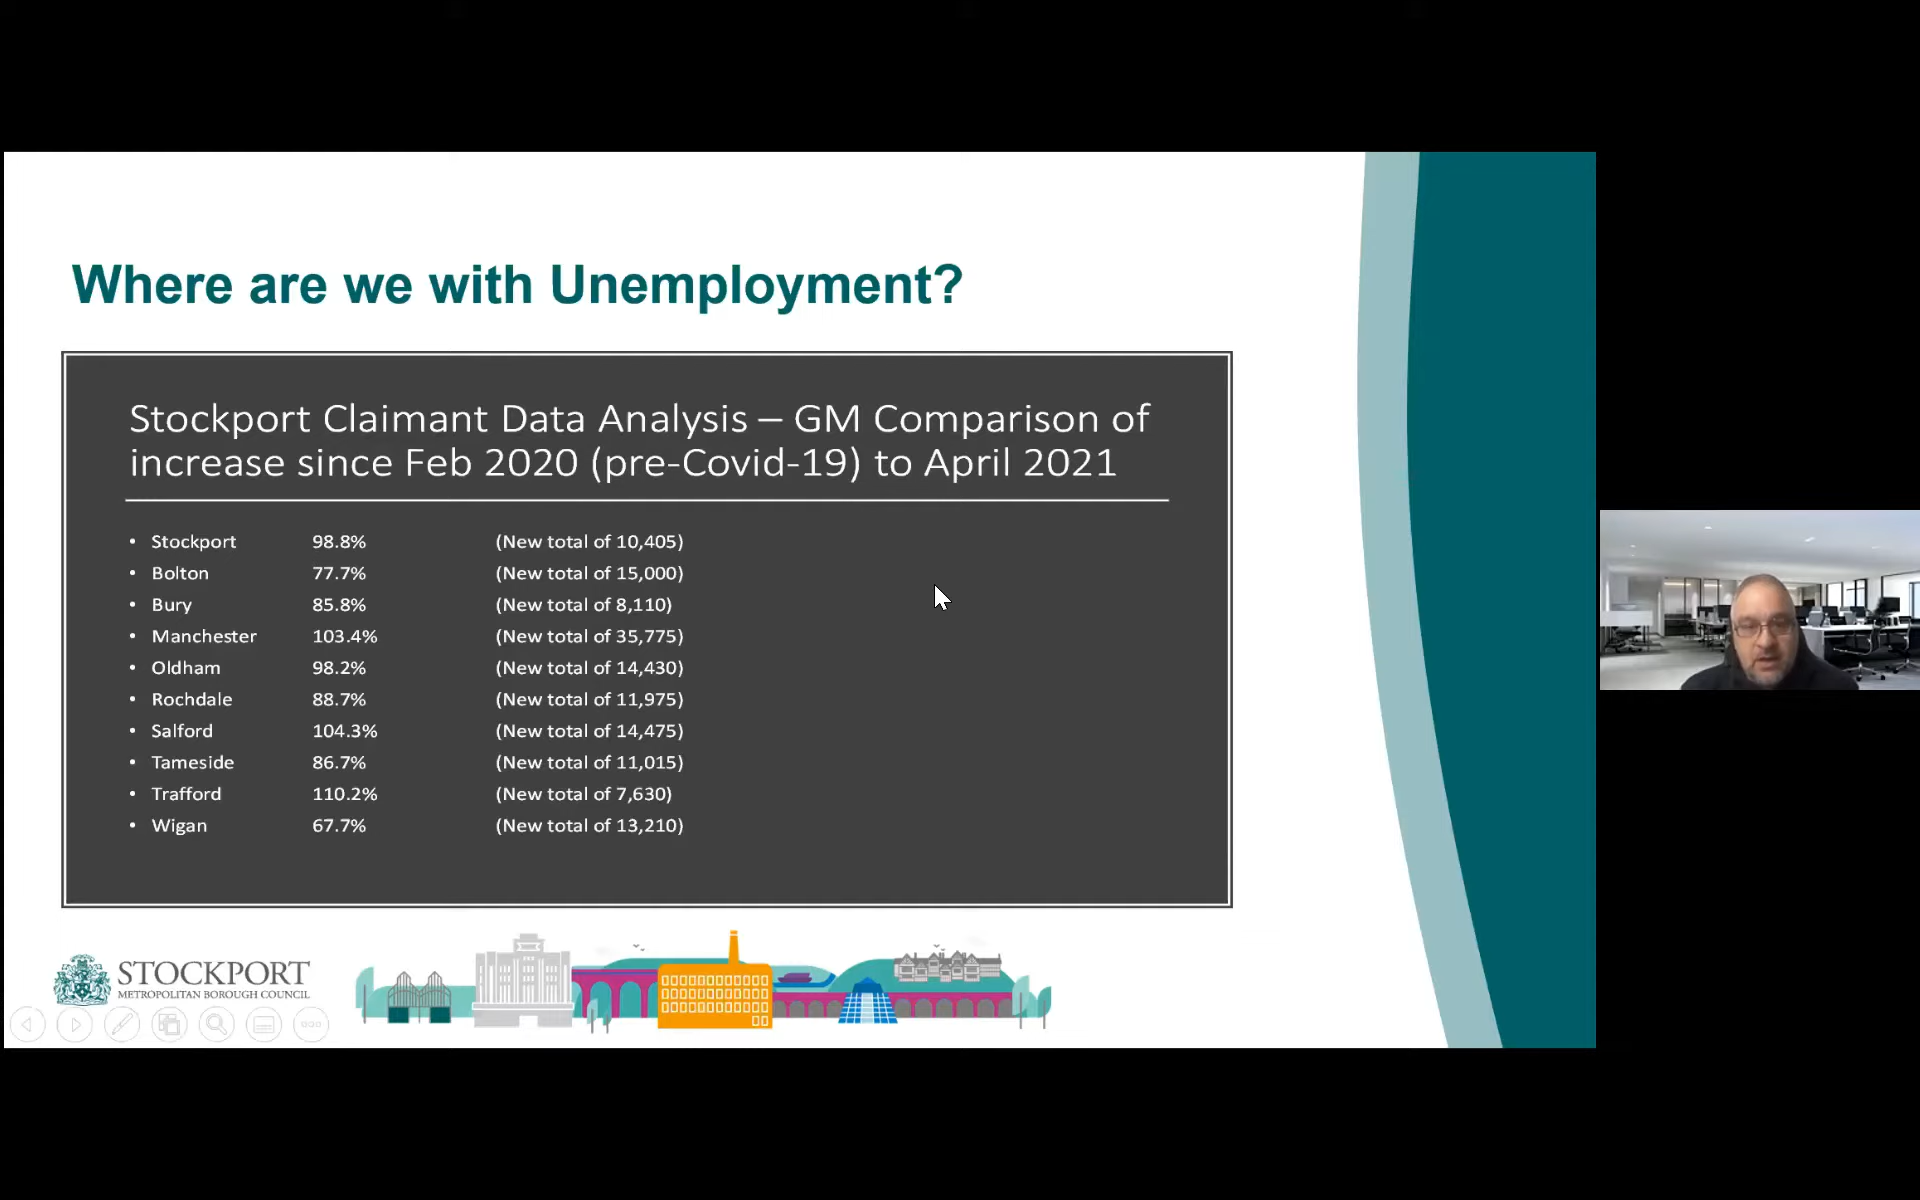 Where are we with Unemployment?
Stockport Claimant Data Analysis – GM Comparison of
increase since Feb 2020 (pre-Covid-19) to April 2021
• Stockport 98.8% (New total of 10,405)
• Bolton 77.7% (New total of 15,000)
• Bury 85.8% (New total of 8,110)
• Manchester 103.4% (New total of 35,775)
• Oldham 98.2% (New total of 14,430)
• Rochdale 88.7% (New total of 11,975)
• Salford 104.3% (New total of 14,475)
• Tameside 86.7% (New total of 11,015)
• Trafford 110.2% (New total of 7,630)
• Wigan 67.7% (New total of 13,210)
STOCKPORT
METROPOLITAN BOROUGH COUNCIL